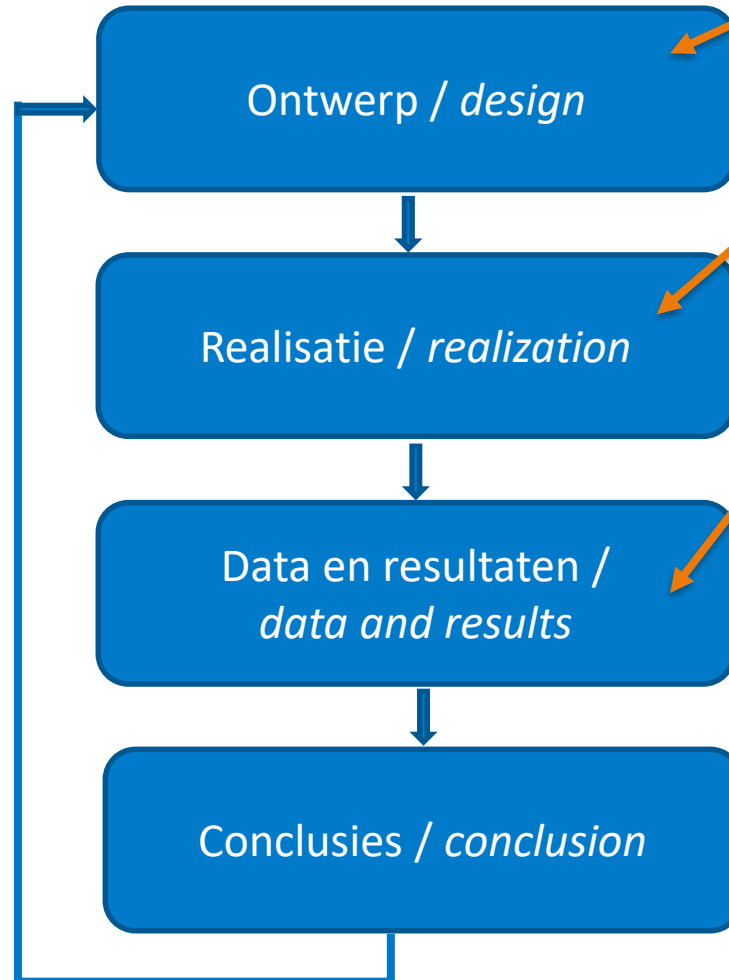 Ontwerp / design
Realisatie / realization
Data en resultaten /
data and results
Conclusies / conclusion